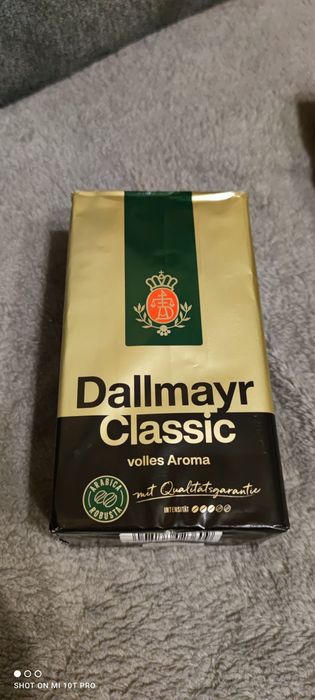 Dallmayr
Classic
volles Aroma
ARABICA
ROBUSTA
mit Qualitätsgarantie
INTENSITÄT
SHOT ON MI 10T PRO